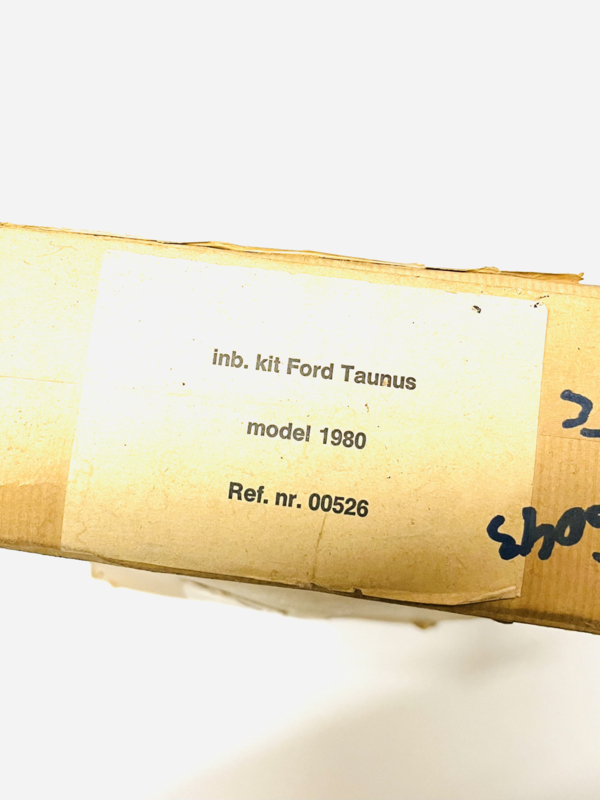 inb. kit Ford Taunus
model 1980
Ref. nr. 00526